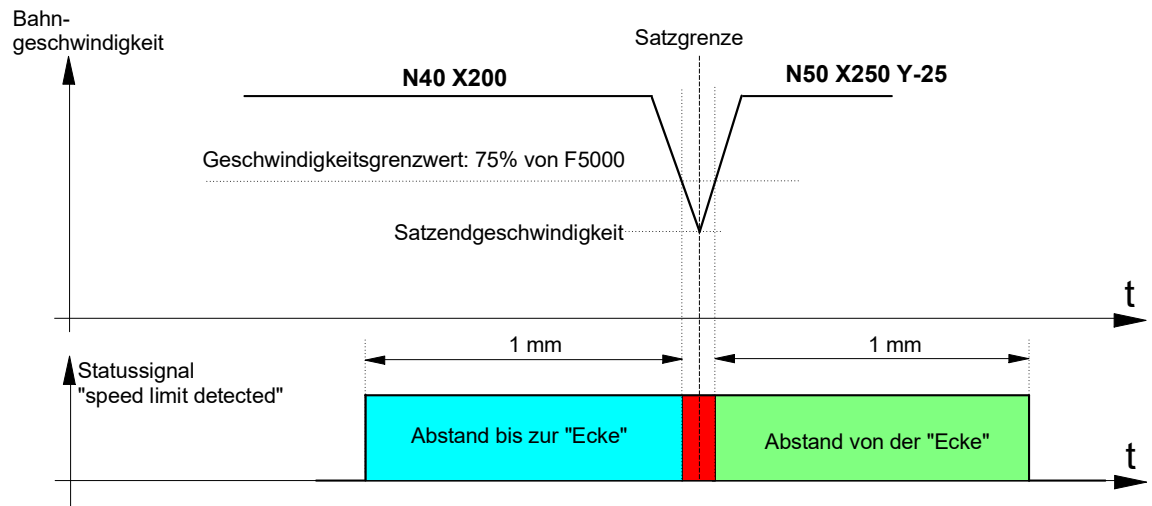 Bahn-
geschwindigkeit
Satzgrenze
N40 X200
N50 X250 Y-25
Geschwindigkeitsgrenzwert: 75% von F5000
Satzendgeschwindigkeit
t
1 mm
1 mm
Statussignal
"speed limit detected"
Abstand bis zur "Ecke"
Abstand von der "Ecke"
t